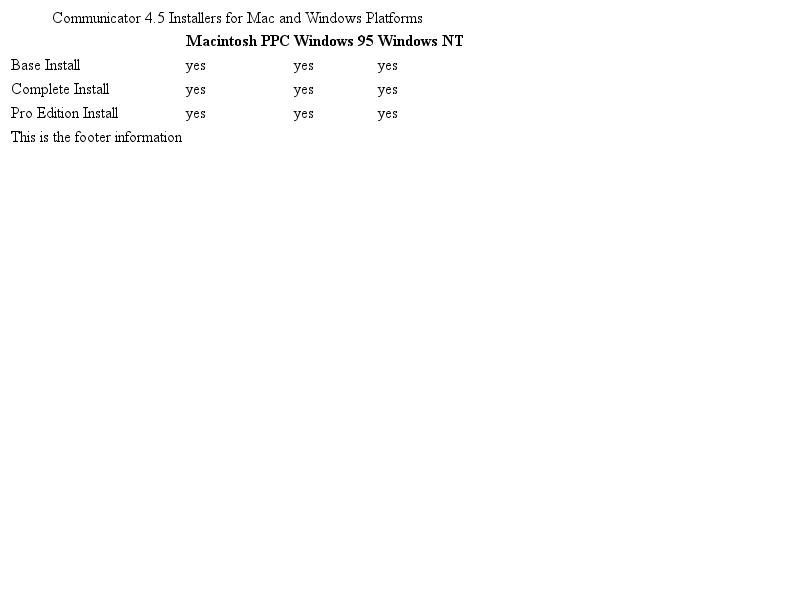 Communicator 4.5 Installers for Mac and Windows Platforms
Macintosh PPC Windows 95 Windows NT
Base Install yes yes yes
Complete Install yes yes yes
Pro Edition Install yes yes yes
This is the footer information